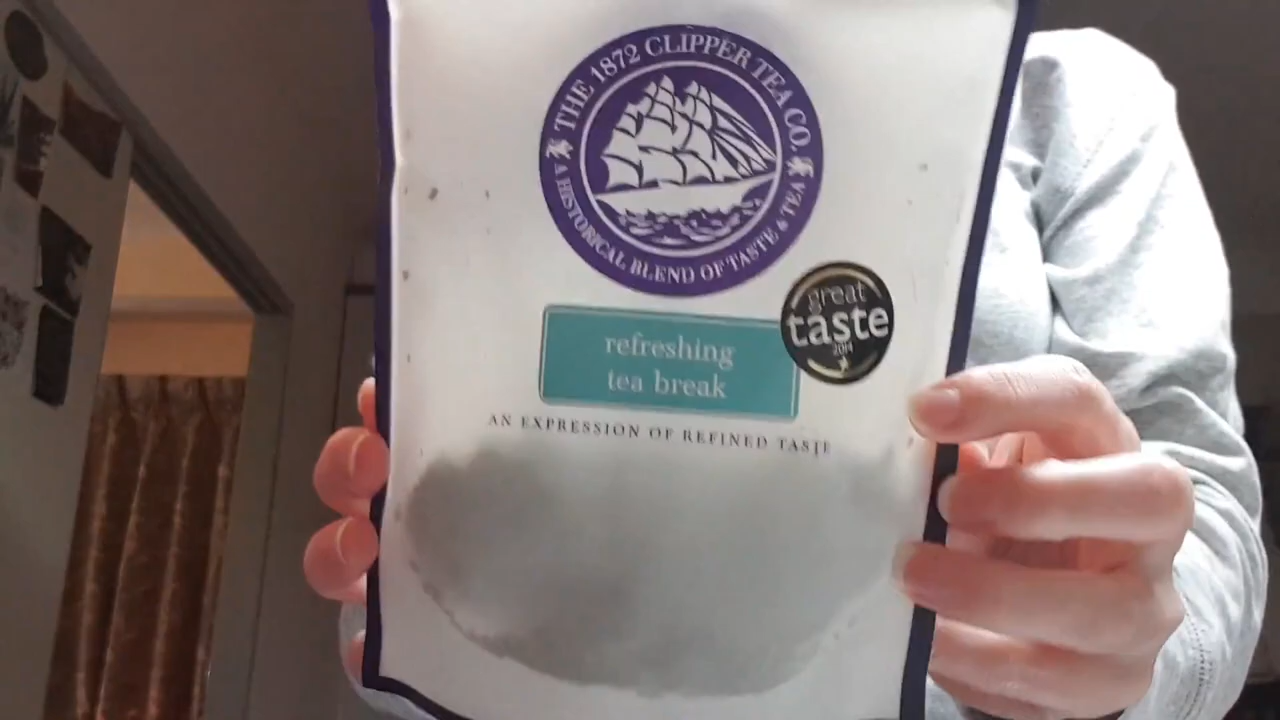 THE 1872 CLIPPER TEA CO.
A HISTORICAL BLEND OF TASTE & TEA
great
taste
2014
refreshing
tea break
AN EXPRESSION OF REFINED TASTE